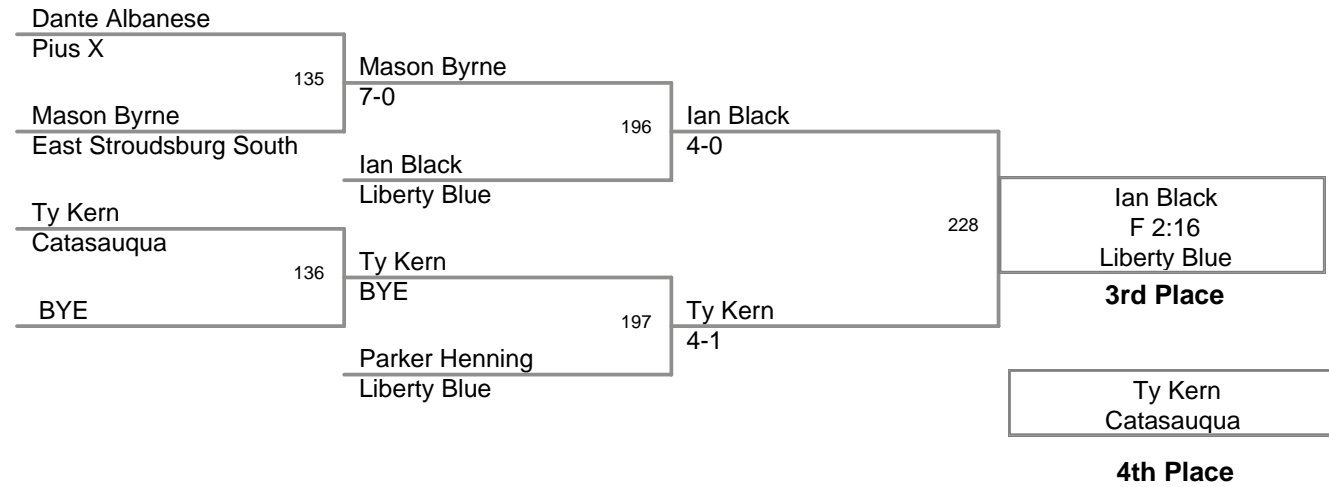 Dante Albanese
Pius X
135
Mason Byrne
7-0
Mason Byrne
East Stroudsburg South
196
Ian Black
4-0
Ian Black
Liberty Blue
Ty Kern
Catasauqua
228
Ian Black
F 2:16
Liberty Blue
3rd Place
136
Ty Kern
BYE
BYE
197
Ty Kern
4-1
Parker Henning
Liberty Blue
Ty Kern
Catasauqua
4th Place